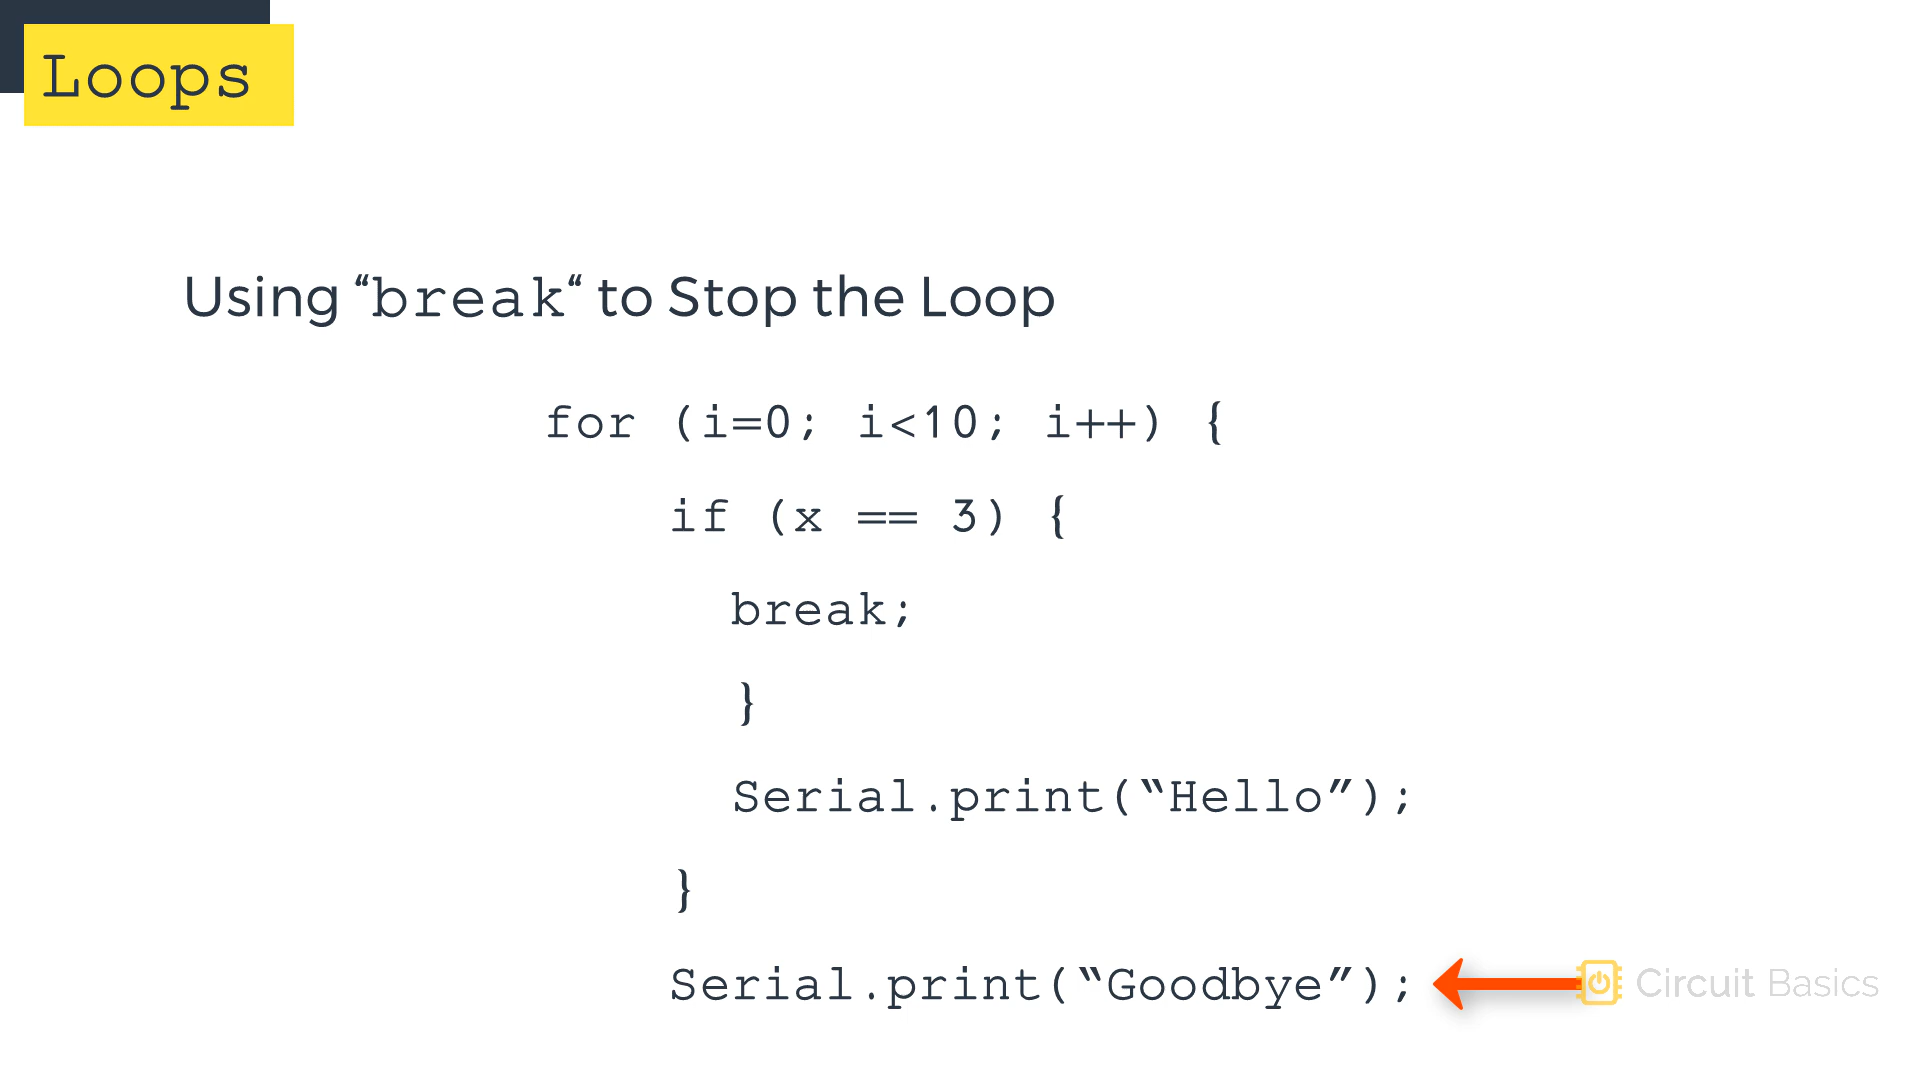 Loops
Using “break“ to Stop the Loop
for (i=0; i<10; i++) {
if (x == 3) {
break;
}
Serial.print(“Hello”);
}
Serial.print(“Goodbye”);
Circuit Basics